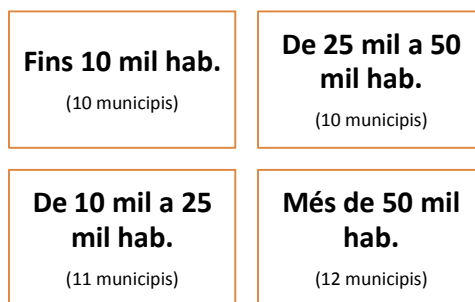 Fins 10 mil hab.
(10 municipis)
De 25 mil a 50
mil hab.
(10 municipis)
De 10 mil a 25
mil hab.
(11 municipis)
Més de 50 mil
hab.
(12 municipis)